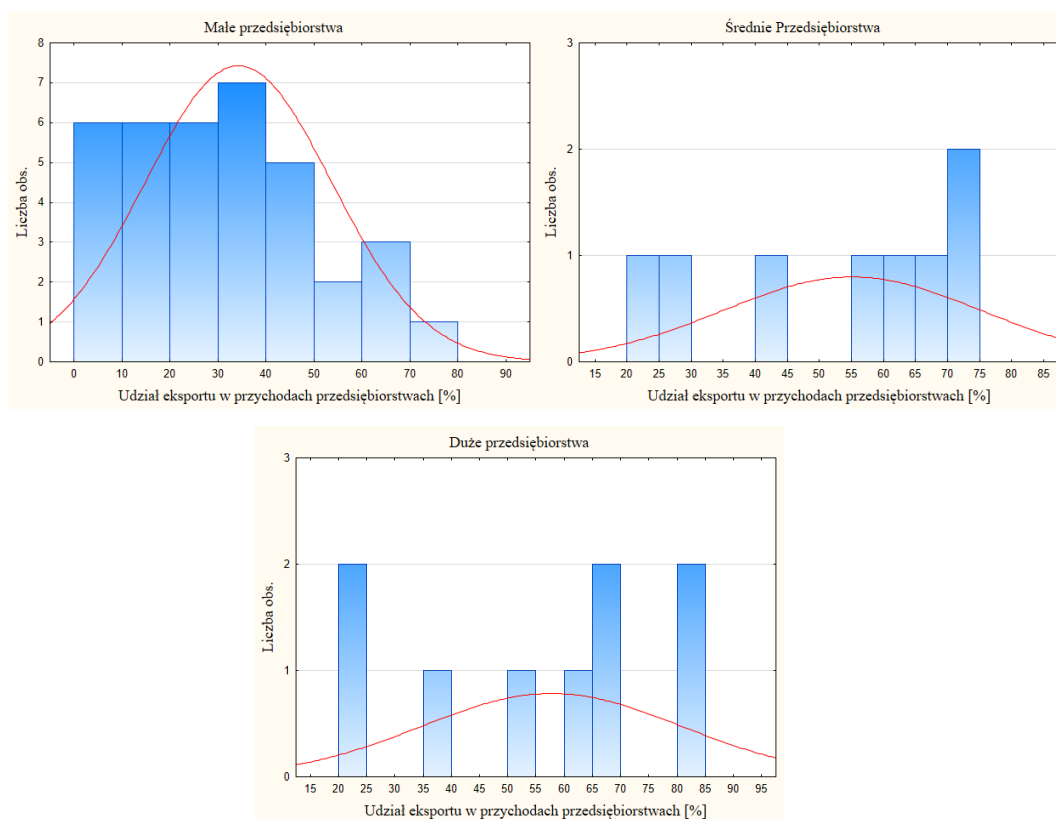 Małe przedsiębiorstwa
8
7
6
5
4
3
2
1
0
Liczba obs.
0 10 20 30 40 50 60 70 80 90
Udział eksportu w przychodach przedsiębiorstwach [%]
Średnie Przedsiębiorstwa
3
2
1
0
Liczba obs.
15 20 25 30 35 40 45 50 55 60 65 70 75 80 85
Udział eksportu w przychodach przedsiębiorstwach [%]
Duże przedsiębiorstwa
3
2
1
0
Liczba obs.
15 20 25 30 35 40 45 50 55 60 65 70 75 80 85 90 95
Udział eksportu w przychodach przedsiębiorstwach [%]